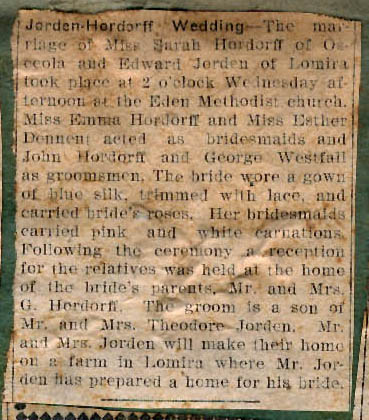 Jorden-Hordorff Wedding—The mar-
riage of Miss Sarah Hordorff of Os-
ceola and Edward Jorden of Lomira
took place at 2 o'clock Wednesday af-
ternoon at the Eden Methodist church.
Miss Emma Hordorff and Miss Esther
Dennent acted as bridesmaids and
John Hordorff and George Westfall
as groomsmen. The bride wore a gown
of blue silk, trimmed with lace, and
carried bride's roses. Her bridesmaids
carried pink and white carnations.
Following the ceremony a reception
for the relatives was held at the home
of the bride's parents, Mr. and Mrs.
G. Hordorff. The groom is a son of
Mr. and Mrs. Theodore Jorden. Mr.
and Mrs. Jorden will make their home
on a farm in Lomira where Mr. Jor-
den has prepared a home for his bride.